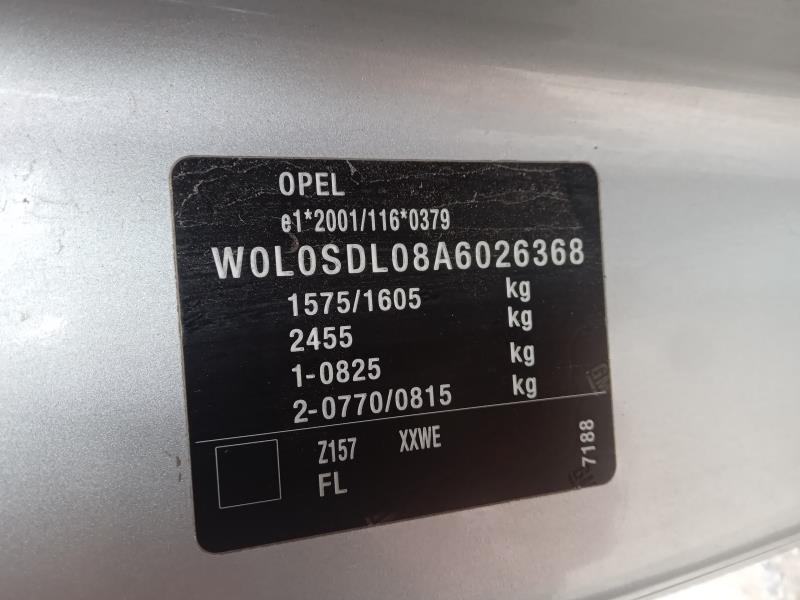 OPEL
e1*2001/116*0379
W0L0SDL08A6026368
1575/1605 kg
2455 kg
1-0825 kg
2-0770/0815 kg
Z157 XXWE
FL
7188